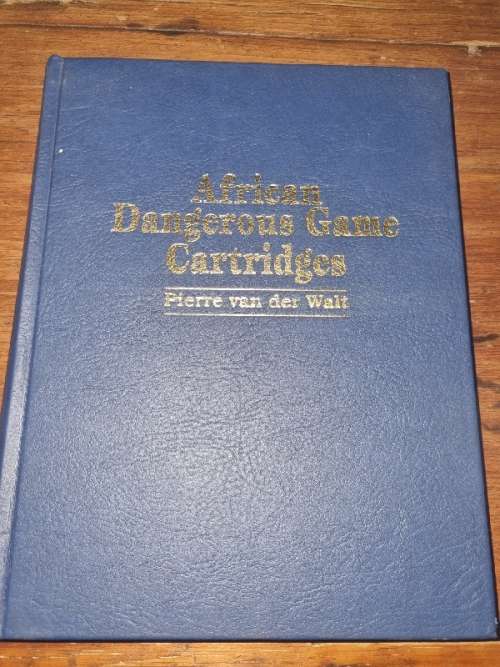 African
Dangerous Game
Cartridges
Pierre van der Walt